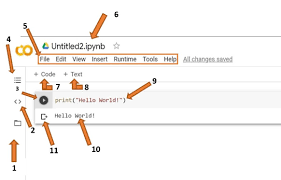 6
4
5
CO Untitled2.ipynb
File Edit View Insert Runtime Tools Help All changes saved
+ Code + Text
9
3
7
8
print("Hello World!")
Hello World!
2
11
10
1